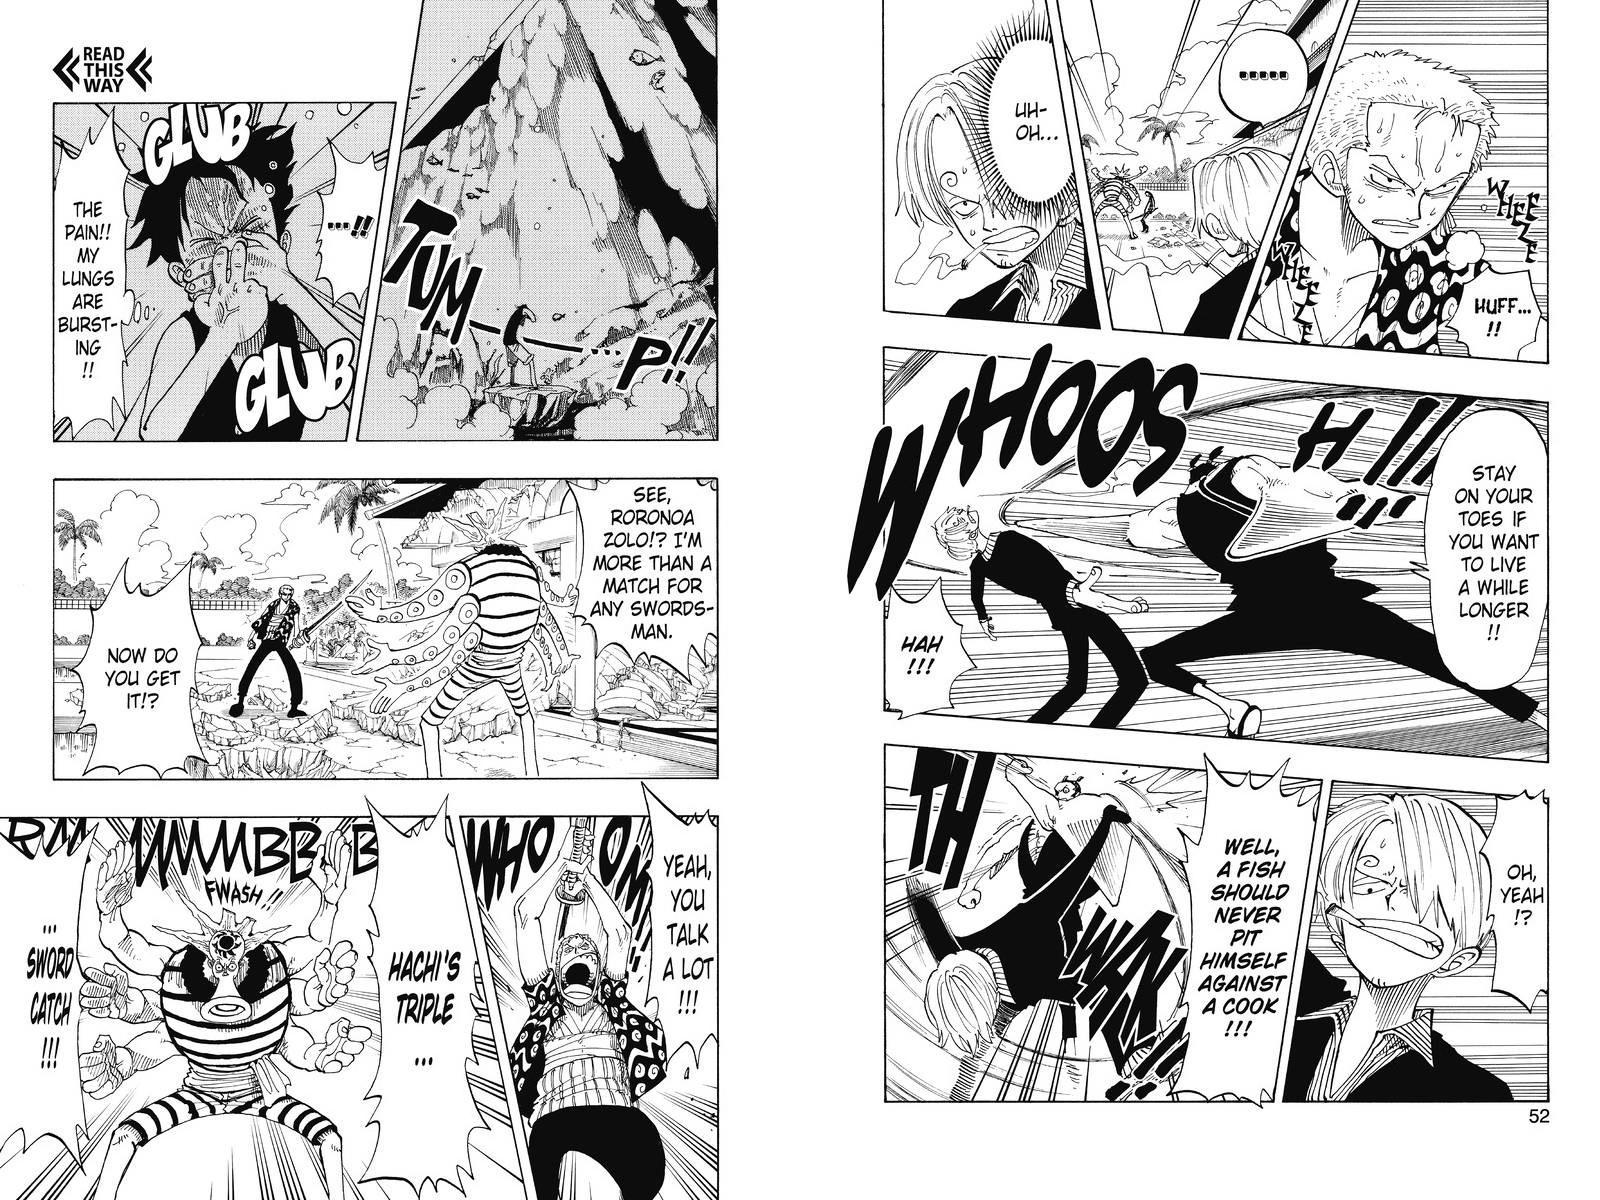 HUFF...
!!
WHEEZE
WHEEZE
UH-
OH...
STAY
ON YOUR
TOES IF
YOU WANT
TO LIVE
A WHILE
LONGER
!!
WHOOSH!!!
HAH
!!!
OH,
YEAH
!?
WELL,
A FISH
SHOULD
NEVER
PIT
HIMSELF
AGAINST
A COOK
!!!
TH
WAK
52
READ
THIS
WAY
TUM—...P!!
...!!
GLUB
GLUB
THE
PAIN!!
MY
LUNGS
ARE
BURST-
ING
!!
SEE,
RORONOA
ZOLO!? I'M
MORE THAN A
MATCH FOR
ANY SWORDS-
MAN.
NOW DO
YOU GET
IT!?
YEAH,
YOU
TALK
A LOT
!!!
WHOOM!!
HACHI'S
TRIPLE
...
FWASH!!
...
SWORD
CATCH
!!!